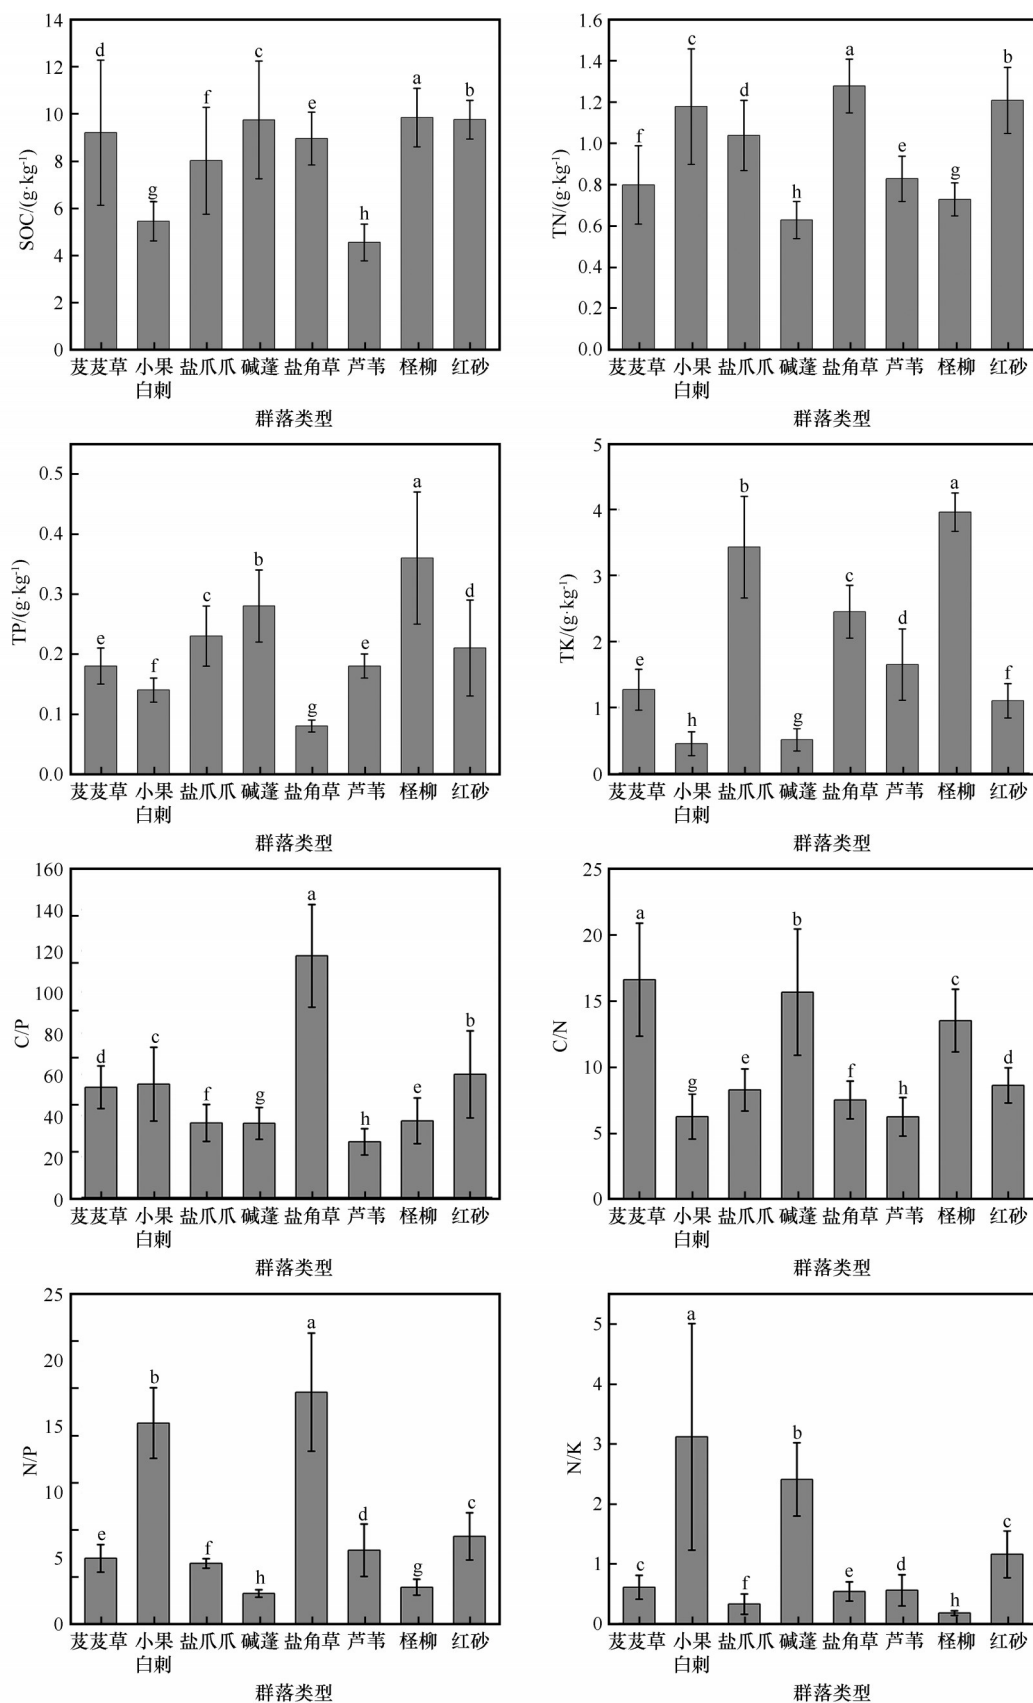 14
12
10
8
6
4
2
0
SOC/(g·kg⁻¹)
d
g
f
c
e
h
a
b
芨芨草 小果 盐爪爪 碱蓬 盐角草 芦苇 柽柳 红砂
白刺
群落类型
1.6
1.4
1.2
1.0
0.8
0.6
0.4
0.2
0.0
TN/(g·kg⁻¹)
f
c
d
h
a
e
g
b
芨芨草 小果 盐爪爪 碱蓬 盐角草 芦苇 柽柳 红砂
白刺
群落类型
0.5
0.4
0.3
0.2
0.1
0.0
TP/(g·kg⁻¹)
e
f
c
b
g
e
a
d
芨芨草 小果 盐爪爪 碱蓬 盐角草 芦苇 柽柳 红砂
白刺
群落类型
5
4
3
2
1
0
TK/(g·kg⁻¹)
e
h
b
g
c
d
a
f
芨芨草 小果 盐爪爪 碱蓬 盐角草 芦苇 柽柳 红砂
白刺
群落类型
160
140
120
100
80
60
40
20
0
C/P
d
c
f
g
a
h
e
b
芨芨草 小果 盐爪爪 碱蓬 盐角草 芦苇 柽柳 红砂
白刺
群落类型
25
20
15
10
5
0
C/N
a
g
e
b
f
h
c
d
芨芨草 小果 盐爪爪 碱蓬 盐角草 芦苇 柽柳 红砂
白刺
群落类型
25
20
15
10
5
0
N/P
e
b
f
h
a
d
g
c
芨芨草 小果 盐爪爪 碱蓬 盐角草 芦苇 柽柳 红砂
白刺
群落类型
5
4
3
2
1
0
N/K
c
a
f
b
e
d
h
c
芨芨草 小果 盐爪爪 碱蓬 盐角草 芦苇 柽柳 红砂
白刺
群落类型